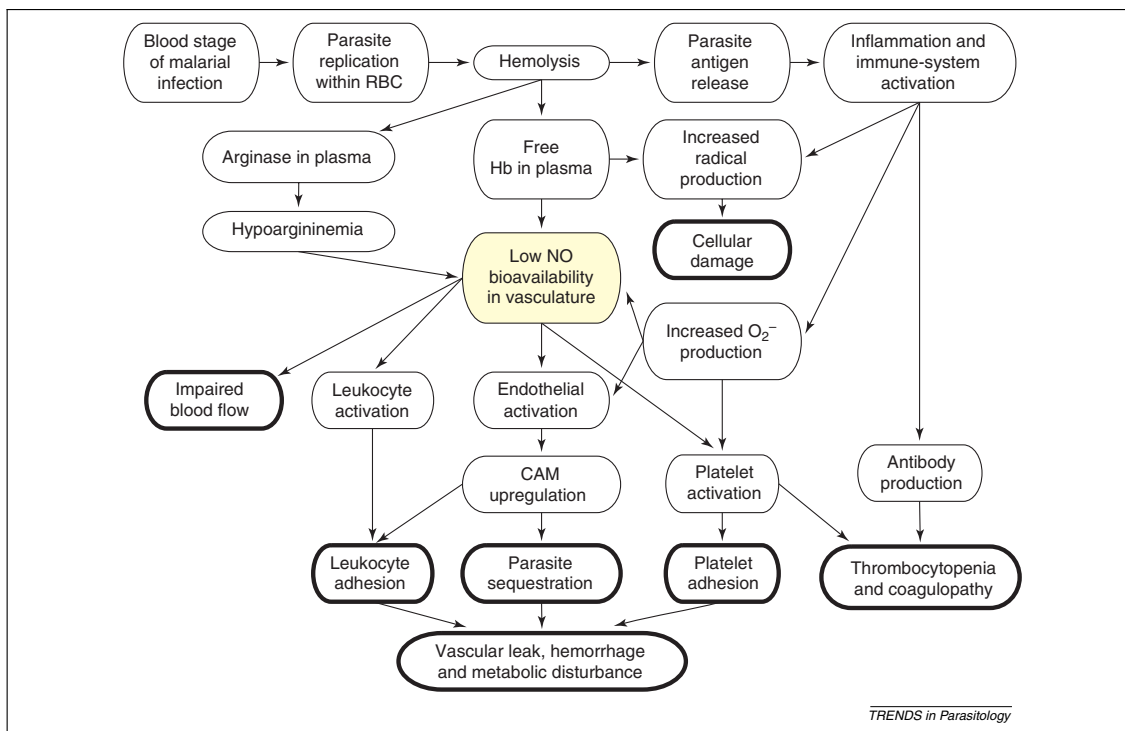 Blood stage
of malarial
infection
Parasite
replication
within RBC
Hemolysis
Parasite
antigen
release
Inflammation and
immune-system
activation
Arginase in plasma
Free
Hb in plasma
Increased
radical
production
Hypoargininemia
Cellular
damage
Low NO
bioavailability
in vasculature
Increased O₂⁻
production
Impaired
blood flow
Leukocyte
activation
Endothelial
activation
CAM
upregulation
Platelet
activation
Antibody
production
Leukocyte
adhesion
Parasite
sequestration
Platelet
adhesion
Thrombocytopenia
and coagulopathy
Vascular leak, hemorrhage
and metabolic disturbance
TRENDS in Parasitology